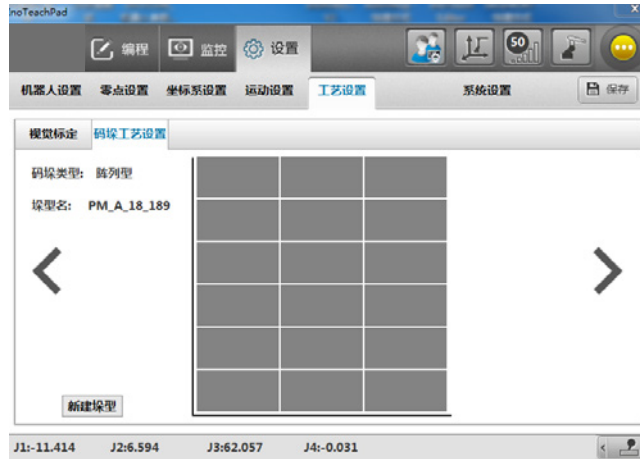 noTeachPad
编程 监控 设置 50
机器人设置 零点设置 坐标系设置 运动设置 工艺设置 系统设置 保存
视觉标定 码垛工艺设置
码垛类型: 阵列型
垛型名: PM_A_18_189
新建垛型
J1:-11.414 J2:6.594 J3:62.057 J4:-0.031